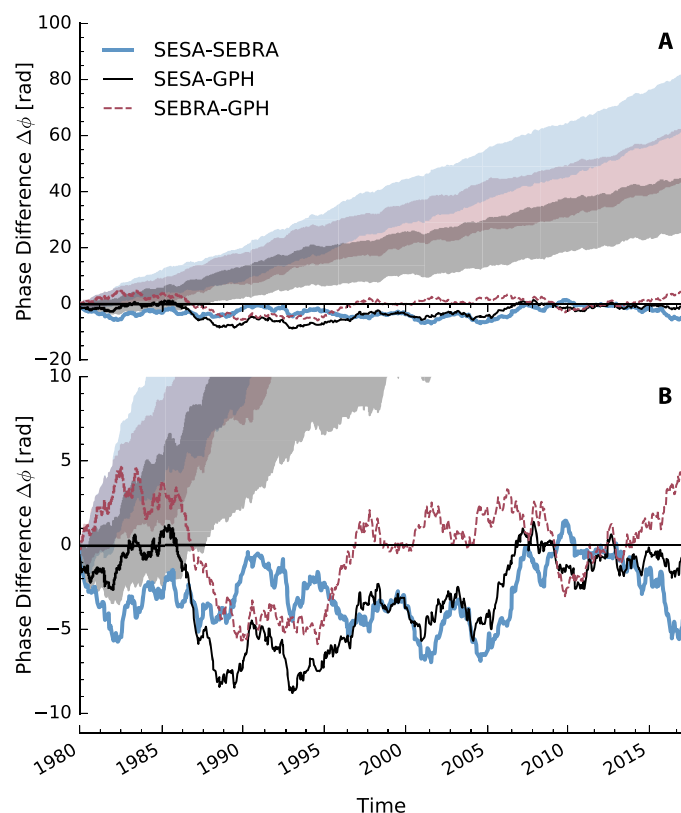 100
80
60
40
20
0
−20
Phase Difference Δϕ [rad]
SESA-SEBRA
SESA-GPH
SEBRA-GPH
A
10
5
0
−5
−10
Phase Difference Δϕ [rad]
B
1980
1985
1990
1995
2000
2005
2010
2015
Time